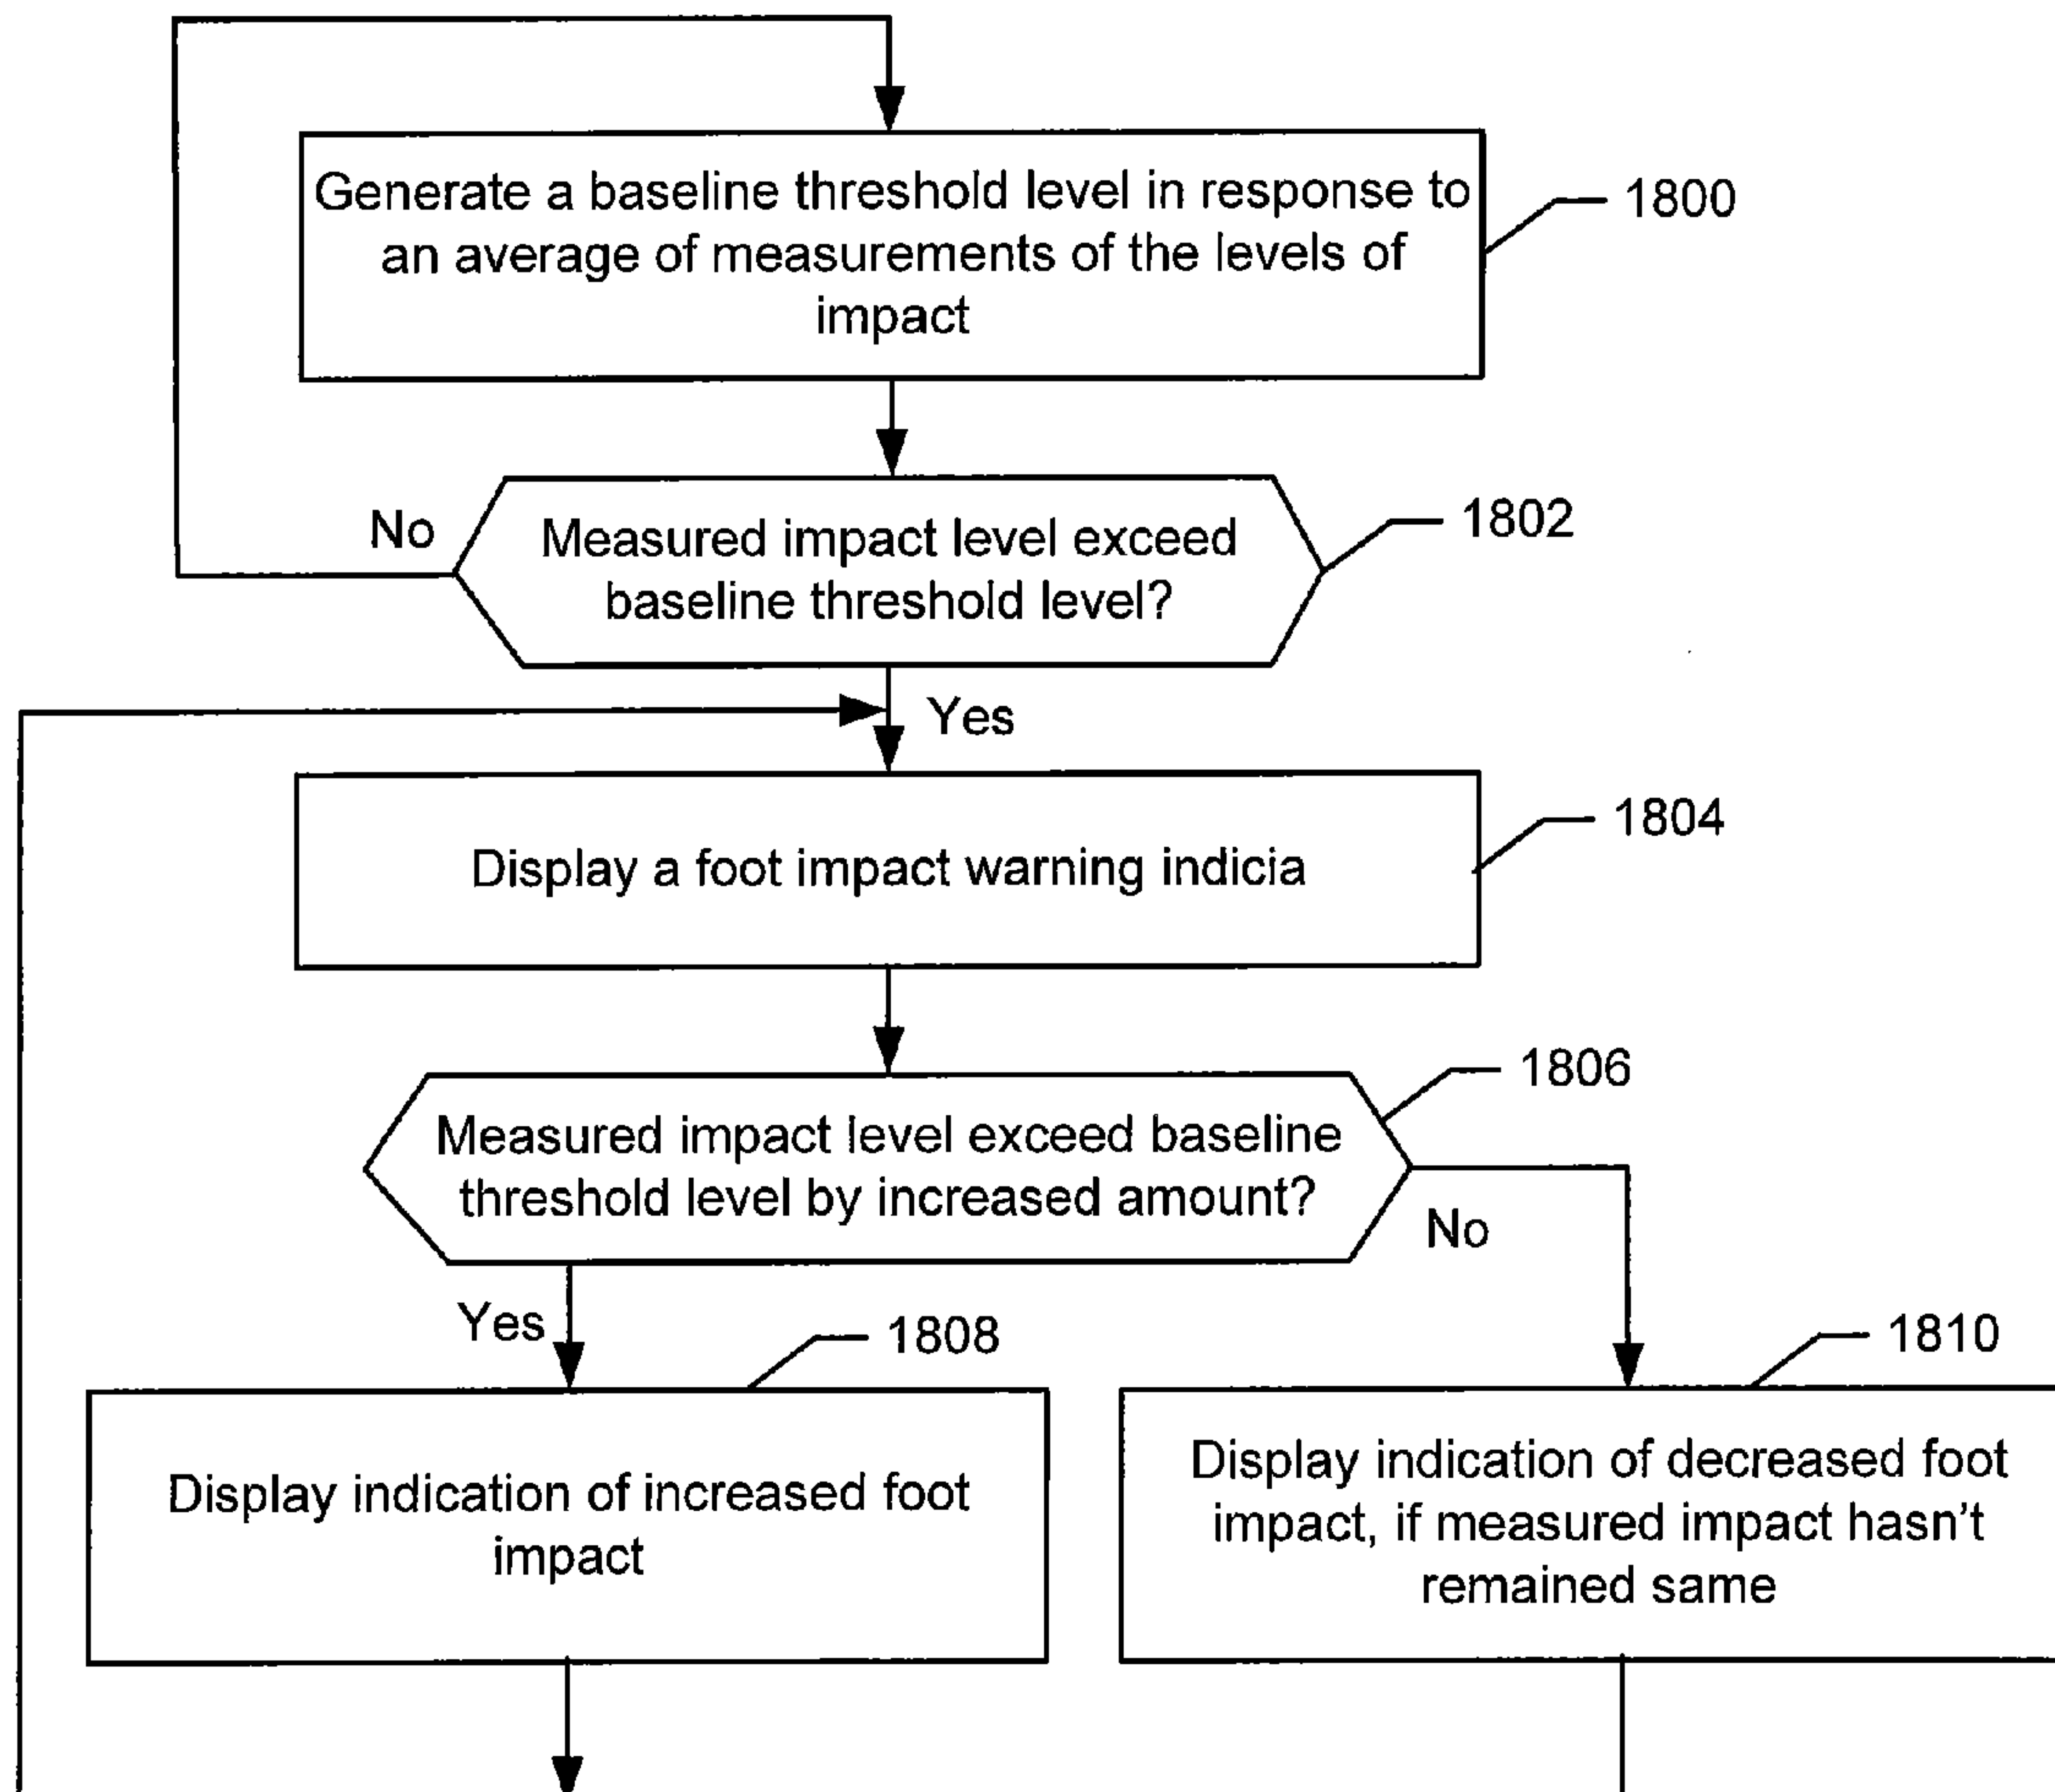 Generate a baseline threshold level in response to
an average of measurements of the levels of
impact
1800
No
Measured impact level exceed
baseline threshold level?
1802
Yes
Display a foot impact warning indicia
1804
Measured impact level exceed baseline
threshold level by increased amount?
1806
No
Yes
1808
1810
Display indication of increased foot
impact
Display indication of decreased foot
impact, if measured impact hasn't
remained same